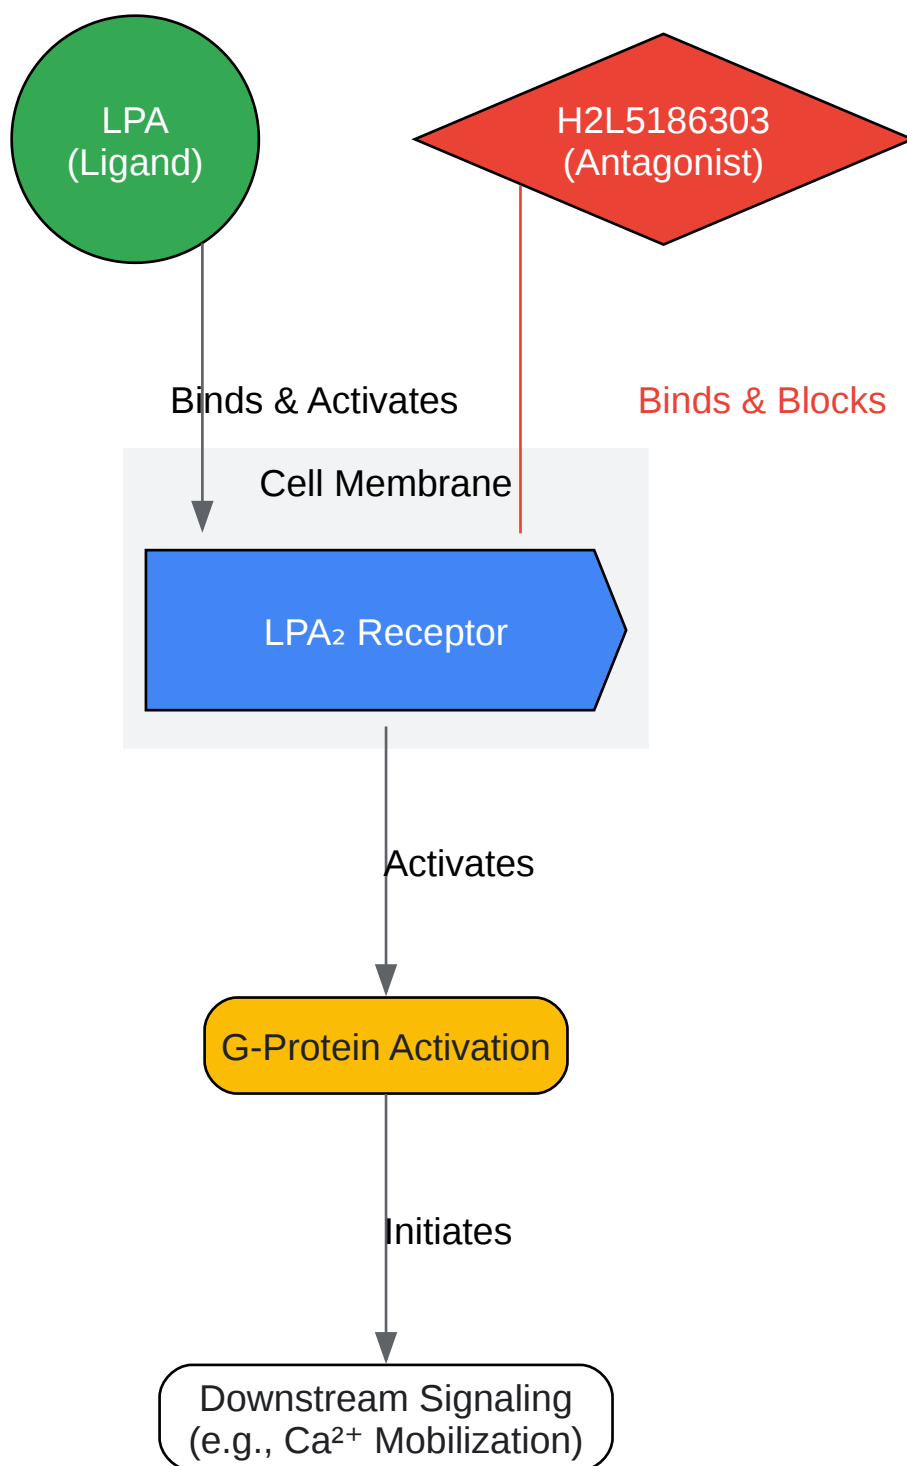 LPA
(Ligand)
H2L5186303
(Antagonist)
Binds & Activates
Binds & Blocks
Cell Membrane
LPA₂ Receptor
Activates
G-Protein Activation
Initiates
Downstream Signaling
(e.g., Ca²⁺ Mobilization)